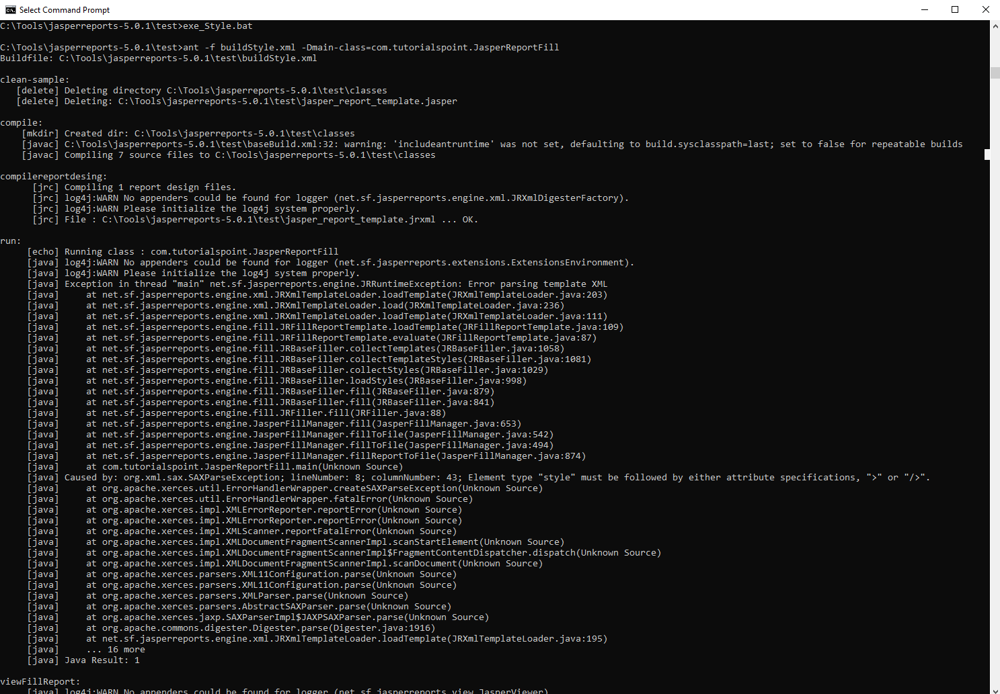 Select Command Prompt
C:\Tools\jasperreports-5.0.1\test>exe_Style.bat
C:\Tools\jasperreports-5.0.1\test>ant -f buildStyle.xml -Dmain-class=com.tutorialspoint.JasperReportFill
Buildfile: C:\Tools\jasperreports-5.0.1\test\buildStyle.xml
clean-sample:
[delete] Deleting directory C:\Tools\jasperreports-5.0.1\test\classes
[delete] Deleting: C:\Tools\jasperreports-5.0.1\test\jasper_report_template.jasper
compile:
[mkdir] Created dir: C:\Tools\jasperreports-5.0.1\test\classes
[javac] C:\Tools\jasperreports-5.0.1\test\baseBuild.xml:32: warning: 'includeantruntime' was not set, defaulting to build.sysclasspath=last; set to false for repeatable builds
[javac] Compiling 7 source files to C:\Tools\jasperreports-5.0.1\test\classes
compilereportdesing:
[jrc] Compiling 1 report design files.
[jrc] log4j:WARN No appenders could be found for logger (net.sf.jasperreports.engine.xml.JRXmlDigesterFactory).
[jrc] log4j:WARN Please initialize the log4j system properly.
[jrc] File : C:\Tools\jasperreports-5.0.1\test\jasper_report_template.jrxml ... OK.
run:
[echo] Running class : com.tutorialspoint.JasperReportFill
[java] log4j:WARN No appenders could be found for logger (net.sf.jasperreports.extensions.ExtensionsEnvironment).
[java] log4j:WARN Please initialize the log4j system properly.
[java] Exception in thread "main" net.sf.jasperreports.engine.JRRuntimeException: Error parsing template XML
[java] at net.sf.jasperreports.engine.xml.JRXmlTemplateLoader.loadTemplate(JRXmlTemplateLoader.java:203)
[java] at net.sf.jasperreports.engine.xml.JRXmlTemplateLoader.load(JRXmlTemplateLoader.java:236)
[java] at net.sf.jasperreports.engine.xml.JRXmlTemplateLoader.loadTemplate(JRXmlTemplateLoader.java:111)
[java] at net.sf.jasperreports.engine.fill.JRFillReportTemplate.loadTemplate(JRFillReportTemplate.java:109)
[java] at net.sf.jasperreports.engine.fill.JRFillReportTemplate.evaluate(JRFillReportTemplate.java:87)
[java] at net.sf.jasperreports.engine.fill.JRBaseFiller.collectTemplates(JRBaseFiller.java:1058)
[java] at net.sf.jasperreports.engine.fill.JRBaseFiller.collectTemplateStyles(JRBaseFiller.java:1081)
[java] at net.sf.jasperreports.engine.fill.JRBaseFiller.collectStyles(JRBaseFiller.java:1029)
[java] at net.sf.jasperreports.engine.fill.JRBaseFiller.loadStyles(JRBaseFiller.java:998)
[java] at net.sf.jasperreports.engine.fill.JRBaseFiller.fill(JRBaseFiller.java:879)
[java] at net.sf.jasperreports.engine.fill.JRBaseFiller.fill(JRBaseFiller.java:841)
[java] at net.sf.jasperreports.engine.fill.JRFiller.fill(JRFiller.java:88)
[java] at net.sf.jasperreports.engine.JasperFillManager.fill(JasperFillManager.java:653)
[java] at net.sf.jasperreports.engine.JasperFillManager.fillToFile(JasperFillManager.java:542)
[java] at net.sf.jasperreports.engine.JasperFillManager.fillToFile(JasperFillManager.java:494)
[java] at net.sf.jasperreports.engine.JasperFillManager.fillReportToFile(JasperFillManager.java:874)
[java] at com.tutorialspoint.JasperReportFill.main(Unknown Source)
[java] Caused by: org.xml.sax.SAXParseException; lineNumber: 8; columnNumber: 43; Element type "style" must be followed by either attribute specifications, ">" or "/>".
[java] at org.apache.xerces.util.ErrorHandlerWrapper.createSAXParseException(Unknown Source)
[java] at org.apache.xerces.util.ErrorHandlerWrapper.fatalError(Unknown Source)
[java] at org.apache.xerces.impl.XMLErrorReporter.reportError(Unknown Source)
[java] at org.apache.xerces.impl.XMLErrorReporter.reportError(Unknown Source)
[java] at org.apache.xerces.impl.XMLScanner.reportFatalError(Unknown Source)
[java] at org.apache.xerces.impl.XMLDocumentFragmentScannerImpl.scanStartElement(Unknown Source)
[java] at org.apache.xerces.impl.XMLDocumentFragmentScannerImpl$FragmentContentDispatcher.dispatch(Unknown Source)
[java] at org.apache.xerces.impl.XMLDocumentFragmentScannerImpl.scanDocument(Unknown Source)
[java] at org.apache.xerces.parsers.XML11Configuration.parse(Unknown Source)
[java] at org.apache.xerces.parsers.XML11Configuration.parse(Unknown Source)
[java] at org.apache.xerces.parsers.XMLParser.parse(Unknown Source)
[java] at org.apache.xerces.parsers.AbstractSAXParser.parse(Unknown Source)
[java] at org.apache.xerces.jaxp.SAXParserImpl$JAXPSAXParser.parse(Unknown Source)
[java] at org.apache.commons.digester.Digester.parse(Digester.java:1916)
[java] at net.sf.jasperreports.engine.xml.JRXmlTemplateLoader.loadTemplate(JRXmlTemplateLoader.java:195)
[java] ... 16 more
[java] Java Result: 1
viewFillReport:
[java] log4j:WARN No appenders could be found for logger (net.sf.jasperreports.view.JasperViewer)